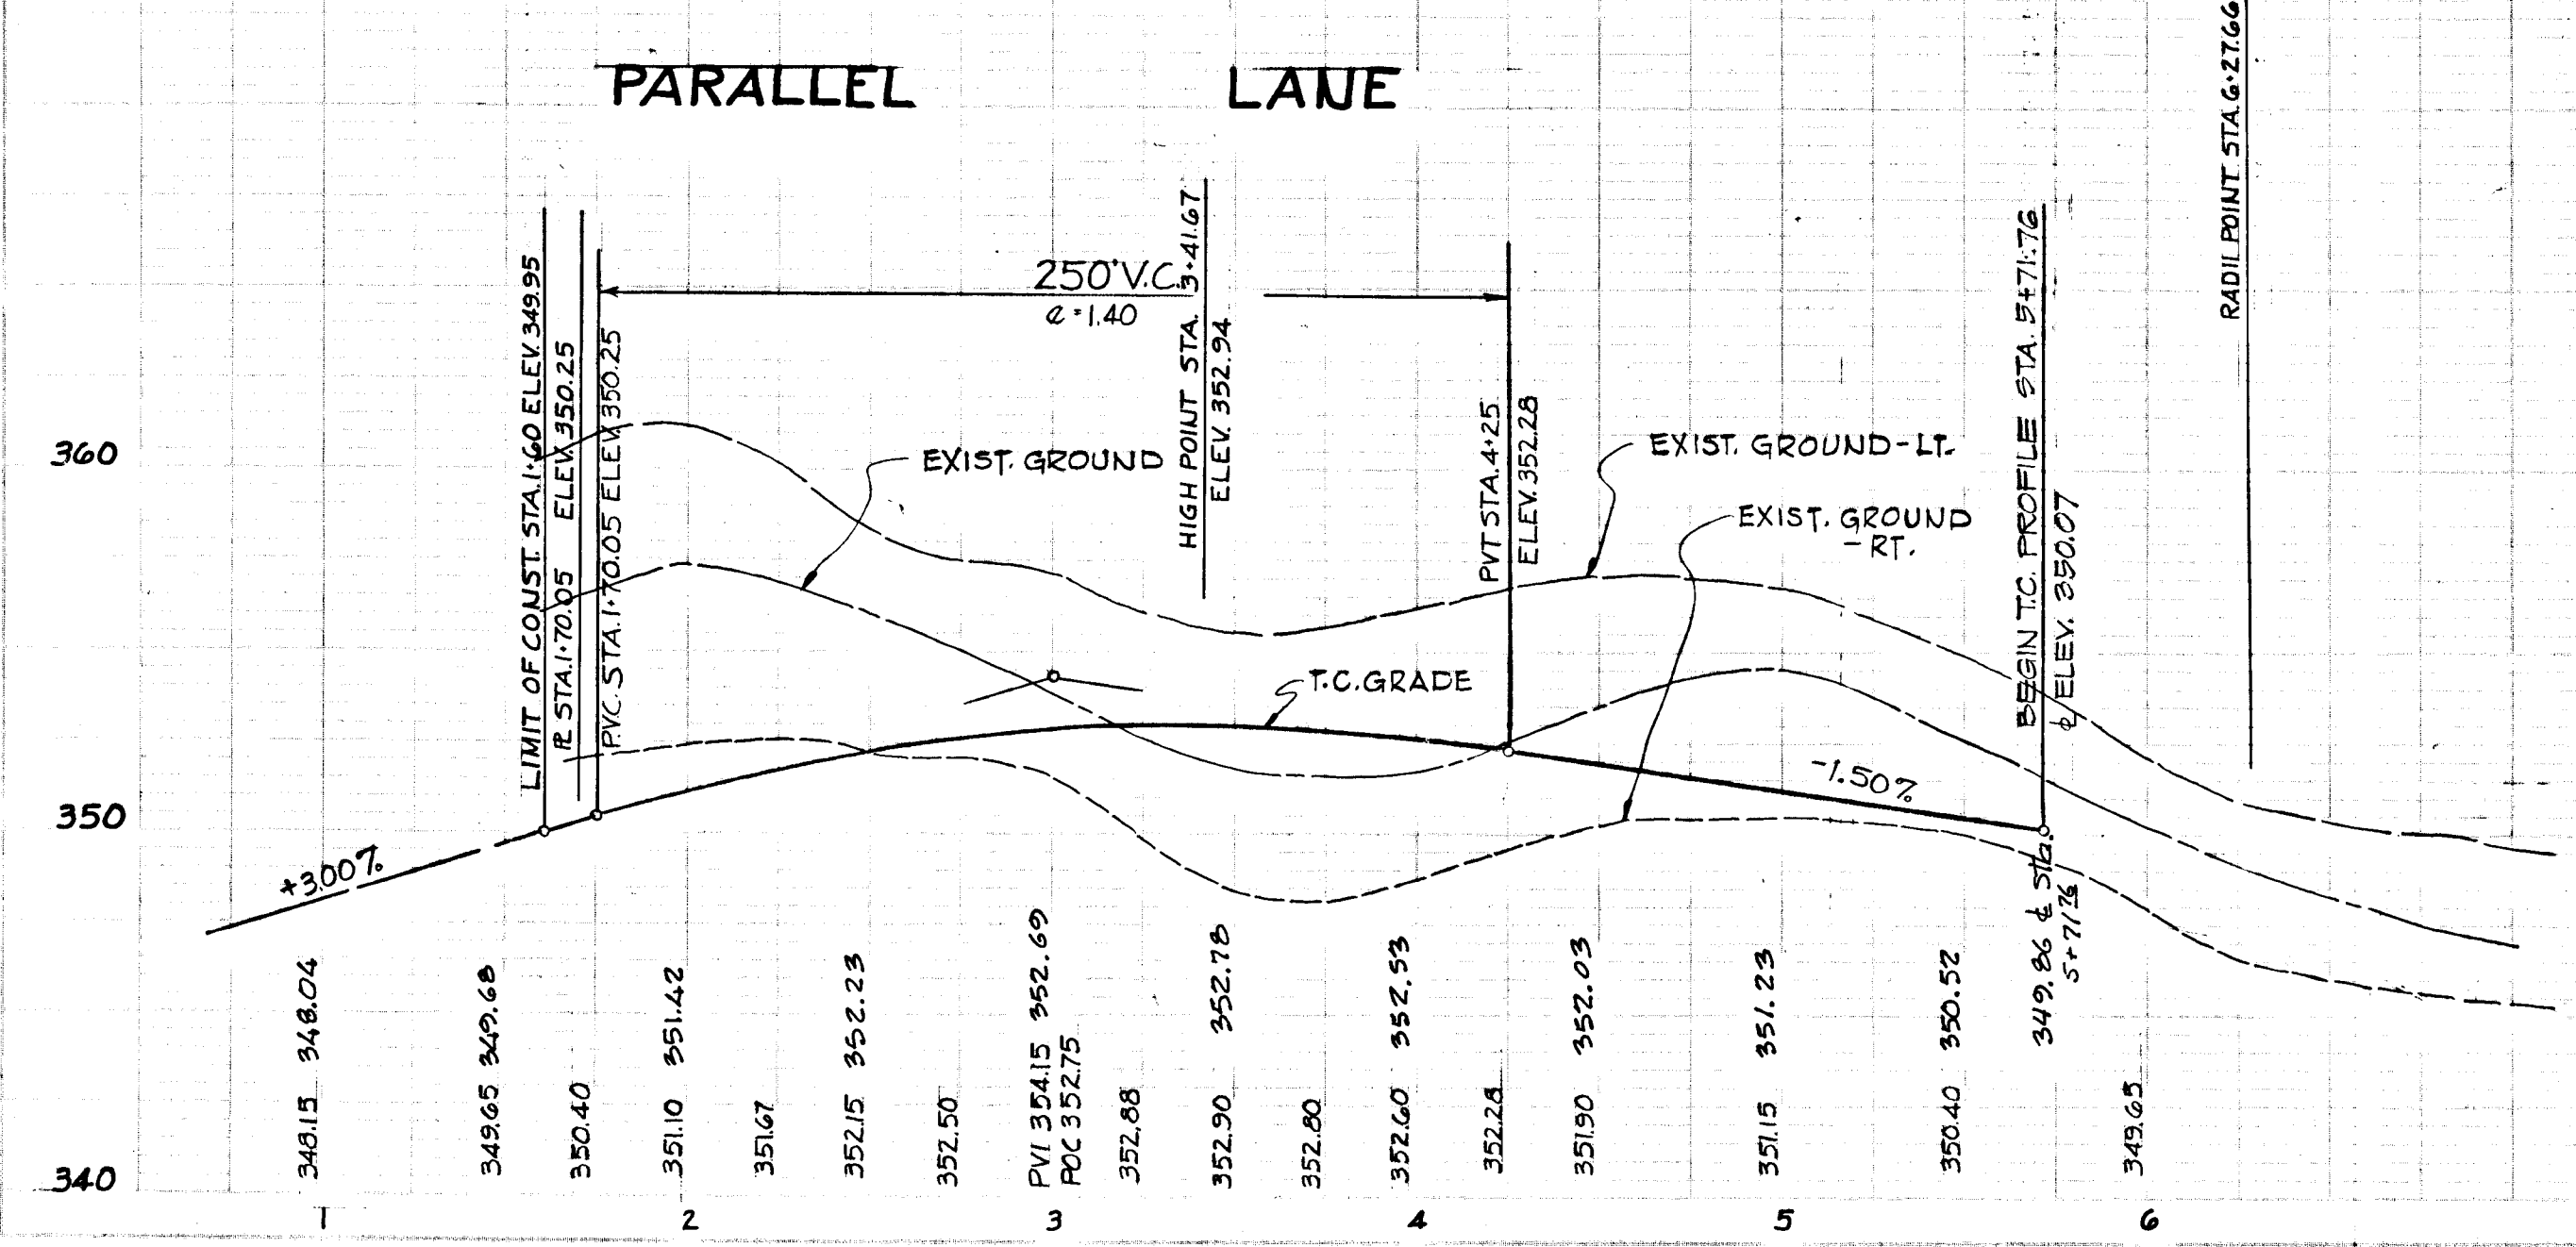 PARALLEL LANE
RADII POINT STA. 6+27.66
LIMIT OF CONST. STA.1+60 ELEV. 349.95
PL STA.1+70.05 ELEV. 350.25
P.V.C. STA.1+70.05 ELEV. 350.25
250' V.C.
e=1.40
HIGH POINT STA. 3+41.67
ELEV. 352.94
PVT STA.4+25
ELEV. 352.28
BEGIN T.C. PROFILE STA. 5+71.76
℄ ELEV. 350.07
EXIST. GROUND
EXIST. GROUND-LT.
EXIST. GROUND
-RT.
T.C. GRADE
+3.00%
-1.50%
360
350
340
348.15 348.04
349.65 349.68
350.40
351.10 351.42
351.67
352.15 352.23
352.50
PVI 354.15 352.69
POC 352.75
352.88
352.90 352.78
352.80
352.60 352.53
352.28
351.90 352.03
351.15 351.23
350.40 350.52
349.86 ℄ Sta.
5+71.76
349.65
1 2 3 4 5 6